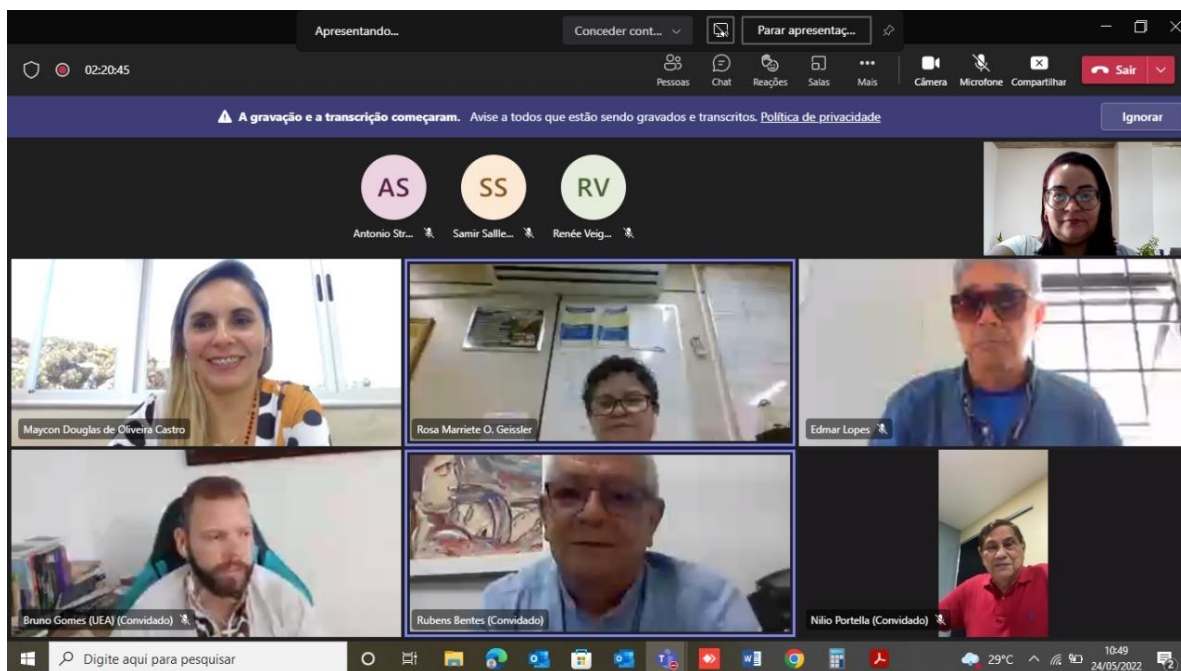 Apresentando...
Conceder cont...
Parar apresentaç...
02:20:45
Pessoas
Chat
Reações
Salas
Mais
Câmera
Microfone
Compartilhar
Sair
A gravação e a transcrição começaram. Avise a todos que estão sendo gravados e transcritos. Política de privacidade
Ignorar
AS
SS
RV
Antonio Str...
Samir Sallle...
Renée Veig...
Maycon Douglas de Oliveira Castro
Rosa Marriete O. Geissler
Edmar Lopes
Bruno Gomes (UEA) (Convidado)
Rubens Bentes (Convidado)
Nilio Portella (Convidado)
Digite aqui para pesquisar
29°C
10:49
24/05/2022
2